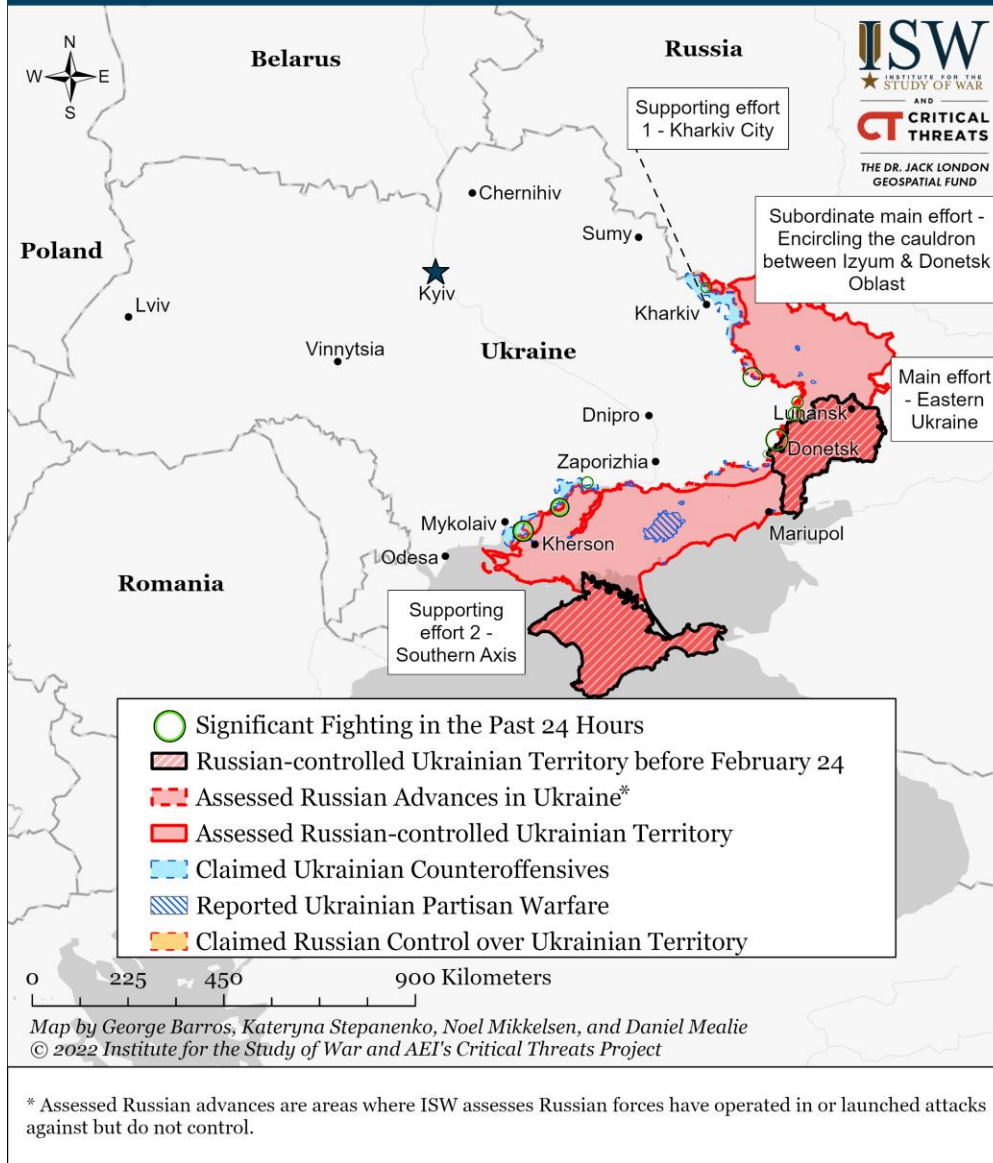 N
W E
S
Belarus
Russia
ISW
INSTITUTE FOR THE
STUDY OF WAR
AND
CT CRITICAL
THREATS
THE DR. JACK LONDON
GEOSPATIAL FUND
Supporting effort
1 - Kharkiv City
Chernihiv
Subordinate main effort -
Encircling the cauldron
between Izyum & Donetsk
Oblast
Sumy
Poland
Kyiv
Lviv
Kharkiv
Vinnytsia
Ukraine
Main effort
- Eastern
Ukraine
Dnipro
Luhansk
Donetsk
Zaporizhia
Mykolaiv
Mariupol
Kherson
Odesa
Romania
Supporting
effort 2 -
Southern Axis
Significant Fighting in the Past 24 Hours
Russian-controlled Ukrainian Territory before February 24
Assessed Russian Advances in Ukraine*
Assessed Russian-controlled Ukrainian Territory
Claimed Ukrainian Counteroffensives
Reported Ukrainian Partisan Warfare
Claimed Russian Control over Ukrainian Territory
0 225 450 900 Kilometers
Map by George Barros, Kateryna Stepanenko, Noel Mikkelsen, and Daniel Mealie
© 2022 Institute for the Study of War and AEI's Critical Threats Project
* Assessed Russian advances are areas where ISW assesses Russian forces have operated in or launched attacks
against but do not control.